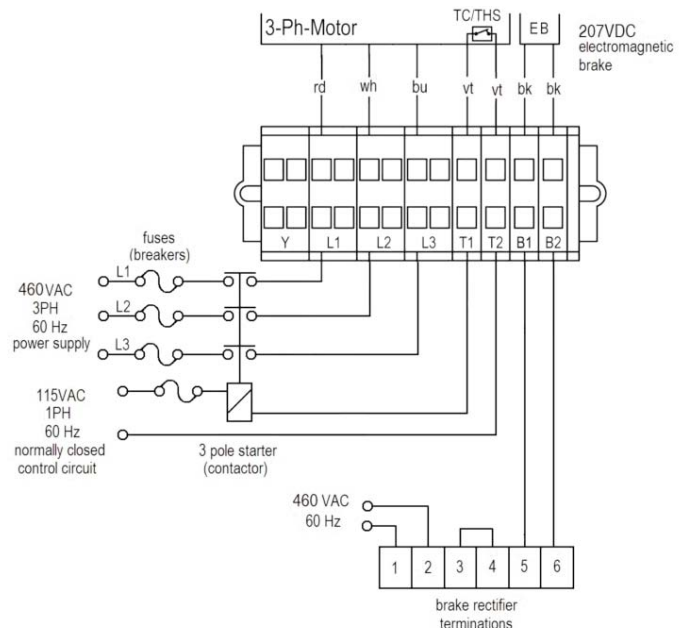 3-Ph-Motor
TC/THS
EB
207VDC
electromagnetic
brake
rd
wh
bu
vt
vt
bk
bk
Y
L1
L2
L3
T1
T2
B1
B2
fuses
(breakers)
L1
L2
L3
460VAC
3PH
60 Hz
power supply
115VAC
1PH
60 Hz
normally closed
control circuit
3 pole starter
(contactor)
460 VAC
60 Hz
1
2
3
4
5
6
brake rectifier
terminations